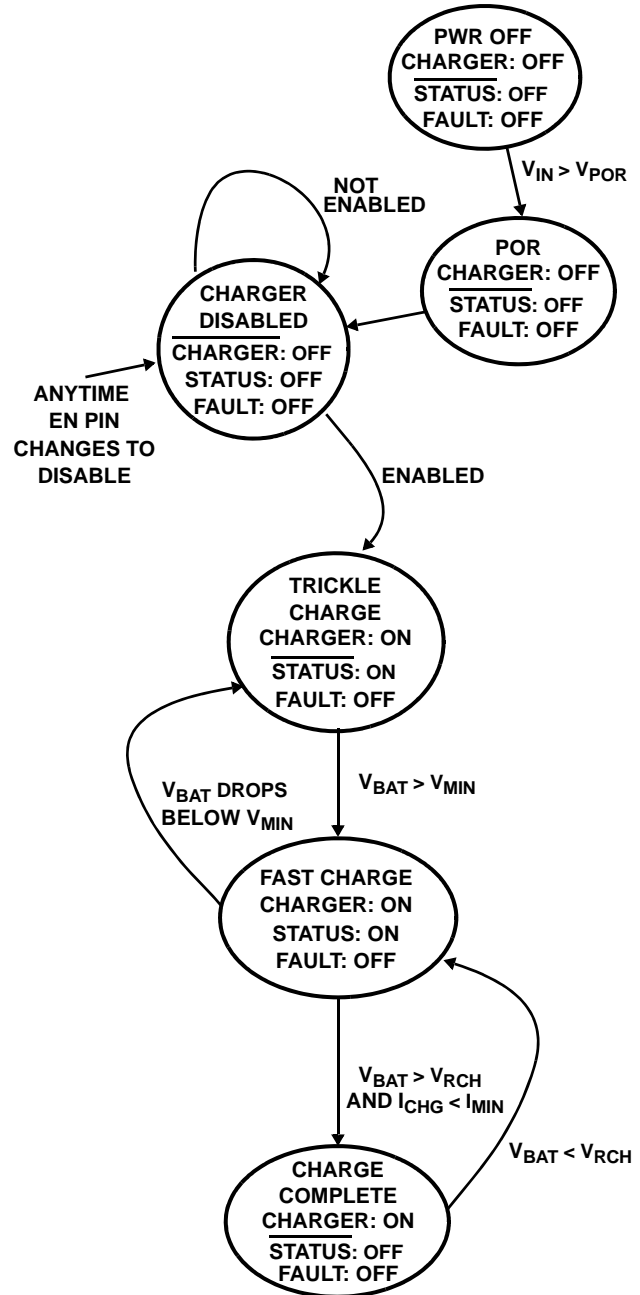 PWR OFF
CHARGER: OFF
STATUS: OFF
FAULT: OFF
VIN > VPOR
NOT
ENABLED
POR
CHARGER: OFF
STATUS: OFF
FAULT: OFF
CHARGER
DISABLED
CHARGER: OFF
STATUS: OFF
FAULT: OFF
ANYTIME
EN PIN
CHANGES TO
DISABLE
ENABLED
TRICKLE
CHARGE
CHARGER: ON
STATUS: ON
FAULT: OFF
VBAT DROPS
BELOW VMIN
VBAT > VMIN
FAST CHARGE
CHARGER: ON
STATUS: ON
FAULT: OFF
VBAT > VRCH
AND ICHG < IMIN
VBAT < VRCH
CHARGE
COMPLETE
CHARGER: ON
STATUS: OFF
FAULT: OFF